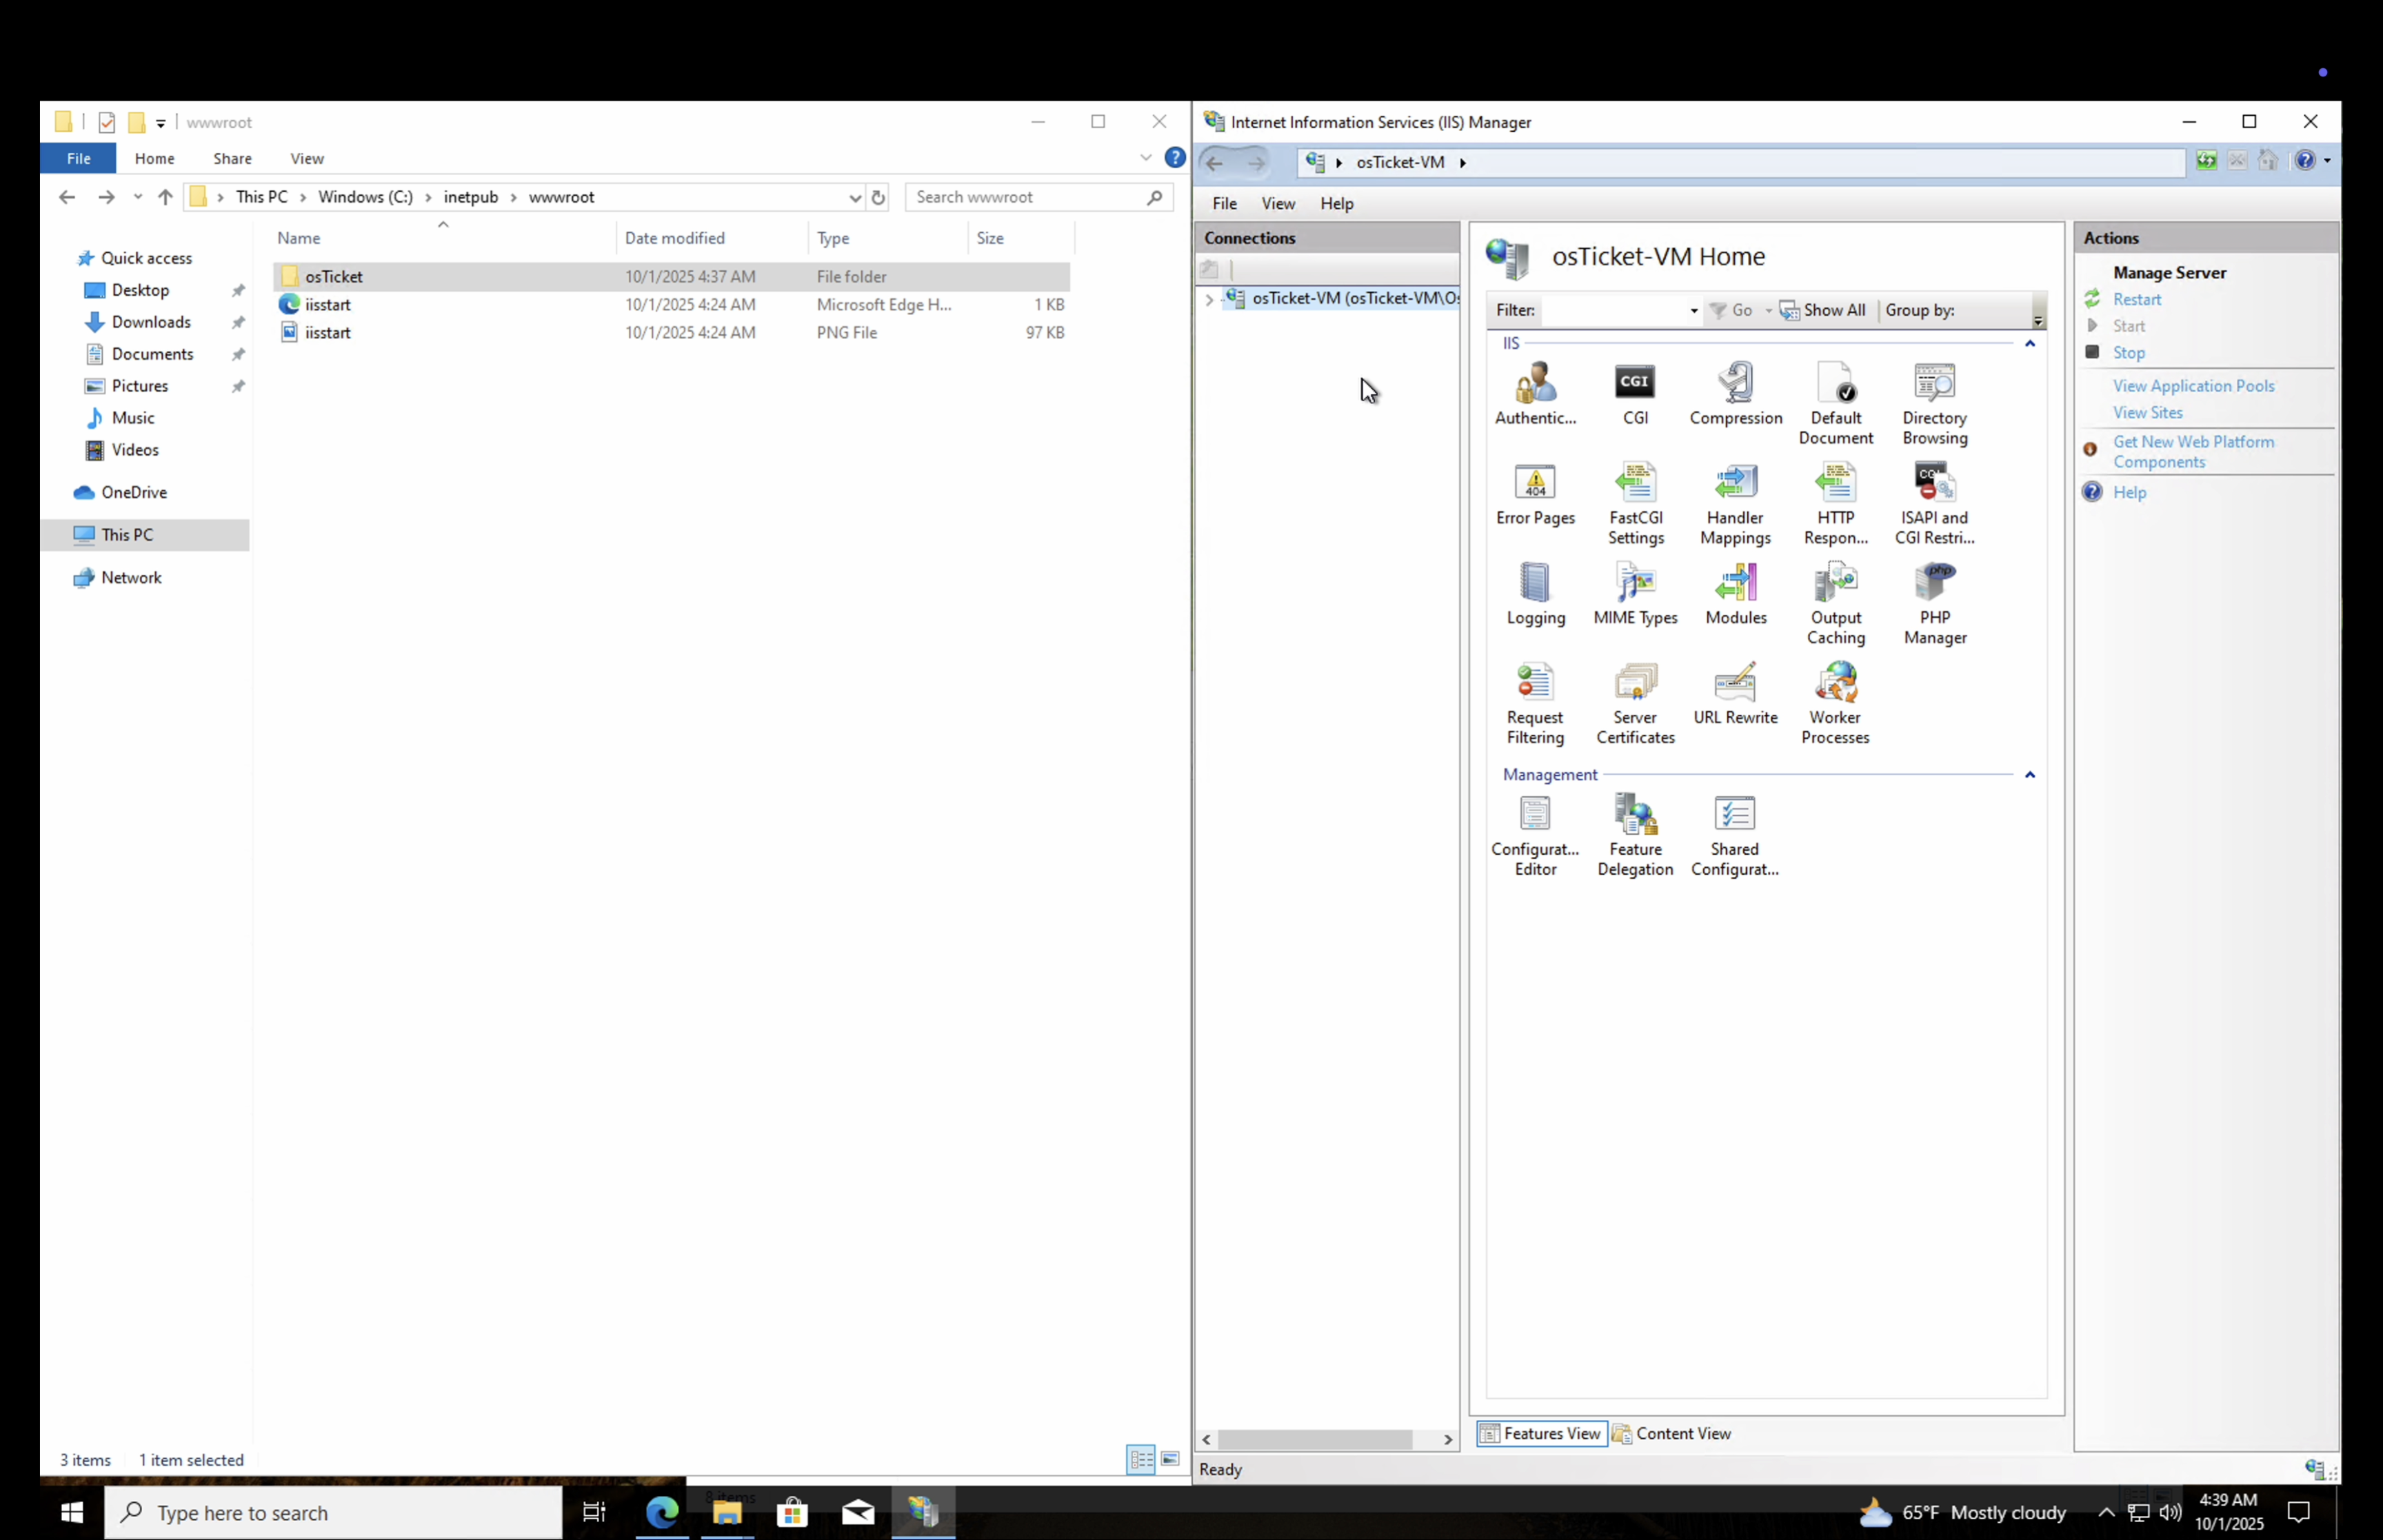 wwwroot
File Home Share View
This PC Windows (C:) inetpub wwwroot
Search wwwroot
Name Date modified Type Size
Quick access
Desktop
Downloads
Documents
Pictures
Music
Videos
OneDrive
This PC
Network
osTicket 10/1/2025 4:37 AM File folder
iisstart 10/1/2025 4:24 AM Microsoft Edge H... 1 KB
iisstart 10/1/2025 4:24 AM PNG File 97 KB
3 items 1 item selected
Internet Information Services (IIS) Manager
osTicket-VM
File View Help
Connections
osTicket-VM (osTicket-VM\Os
osTicket-VM Home
Filter: Go Show All Group by:
IIS
Authentic...
CGI
CGI
Compression
Default
Document
Directory
Browsing
404
Error Pages
FastCGI
Settings
Handler
Mappings
HTTP
Respon...
ISAPI and
CGI Restri...
Logging
MIME Types
Modules
Output
Caching
php
PHP
Manager
Request
Filtering
Server
Certificates
URL Rewrite
Worker
Processes
Management
Configurat...
Editor
Feature
Delegation
Shared
Configurat...
Features View Content View
Ready
Actions
Manage Server
Restart
Start
Stop
View Application Pools
View Sites
Get New Web Platform
Components
Help
8 items
Type here to search
65°F Mostly cloudy
4:39 AM
10/1/2025